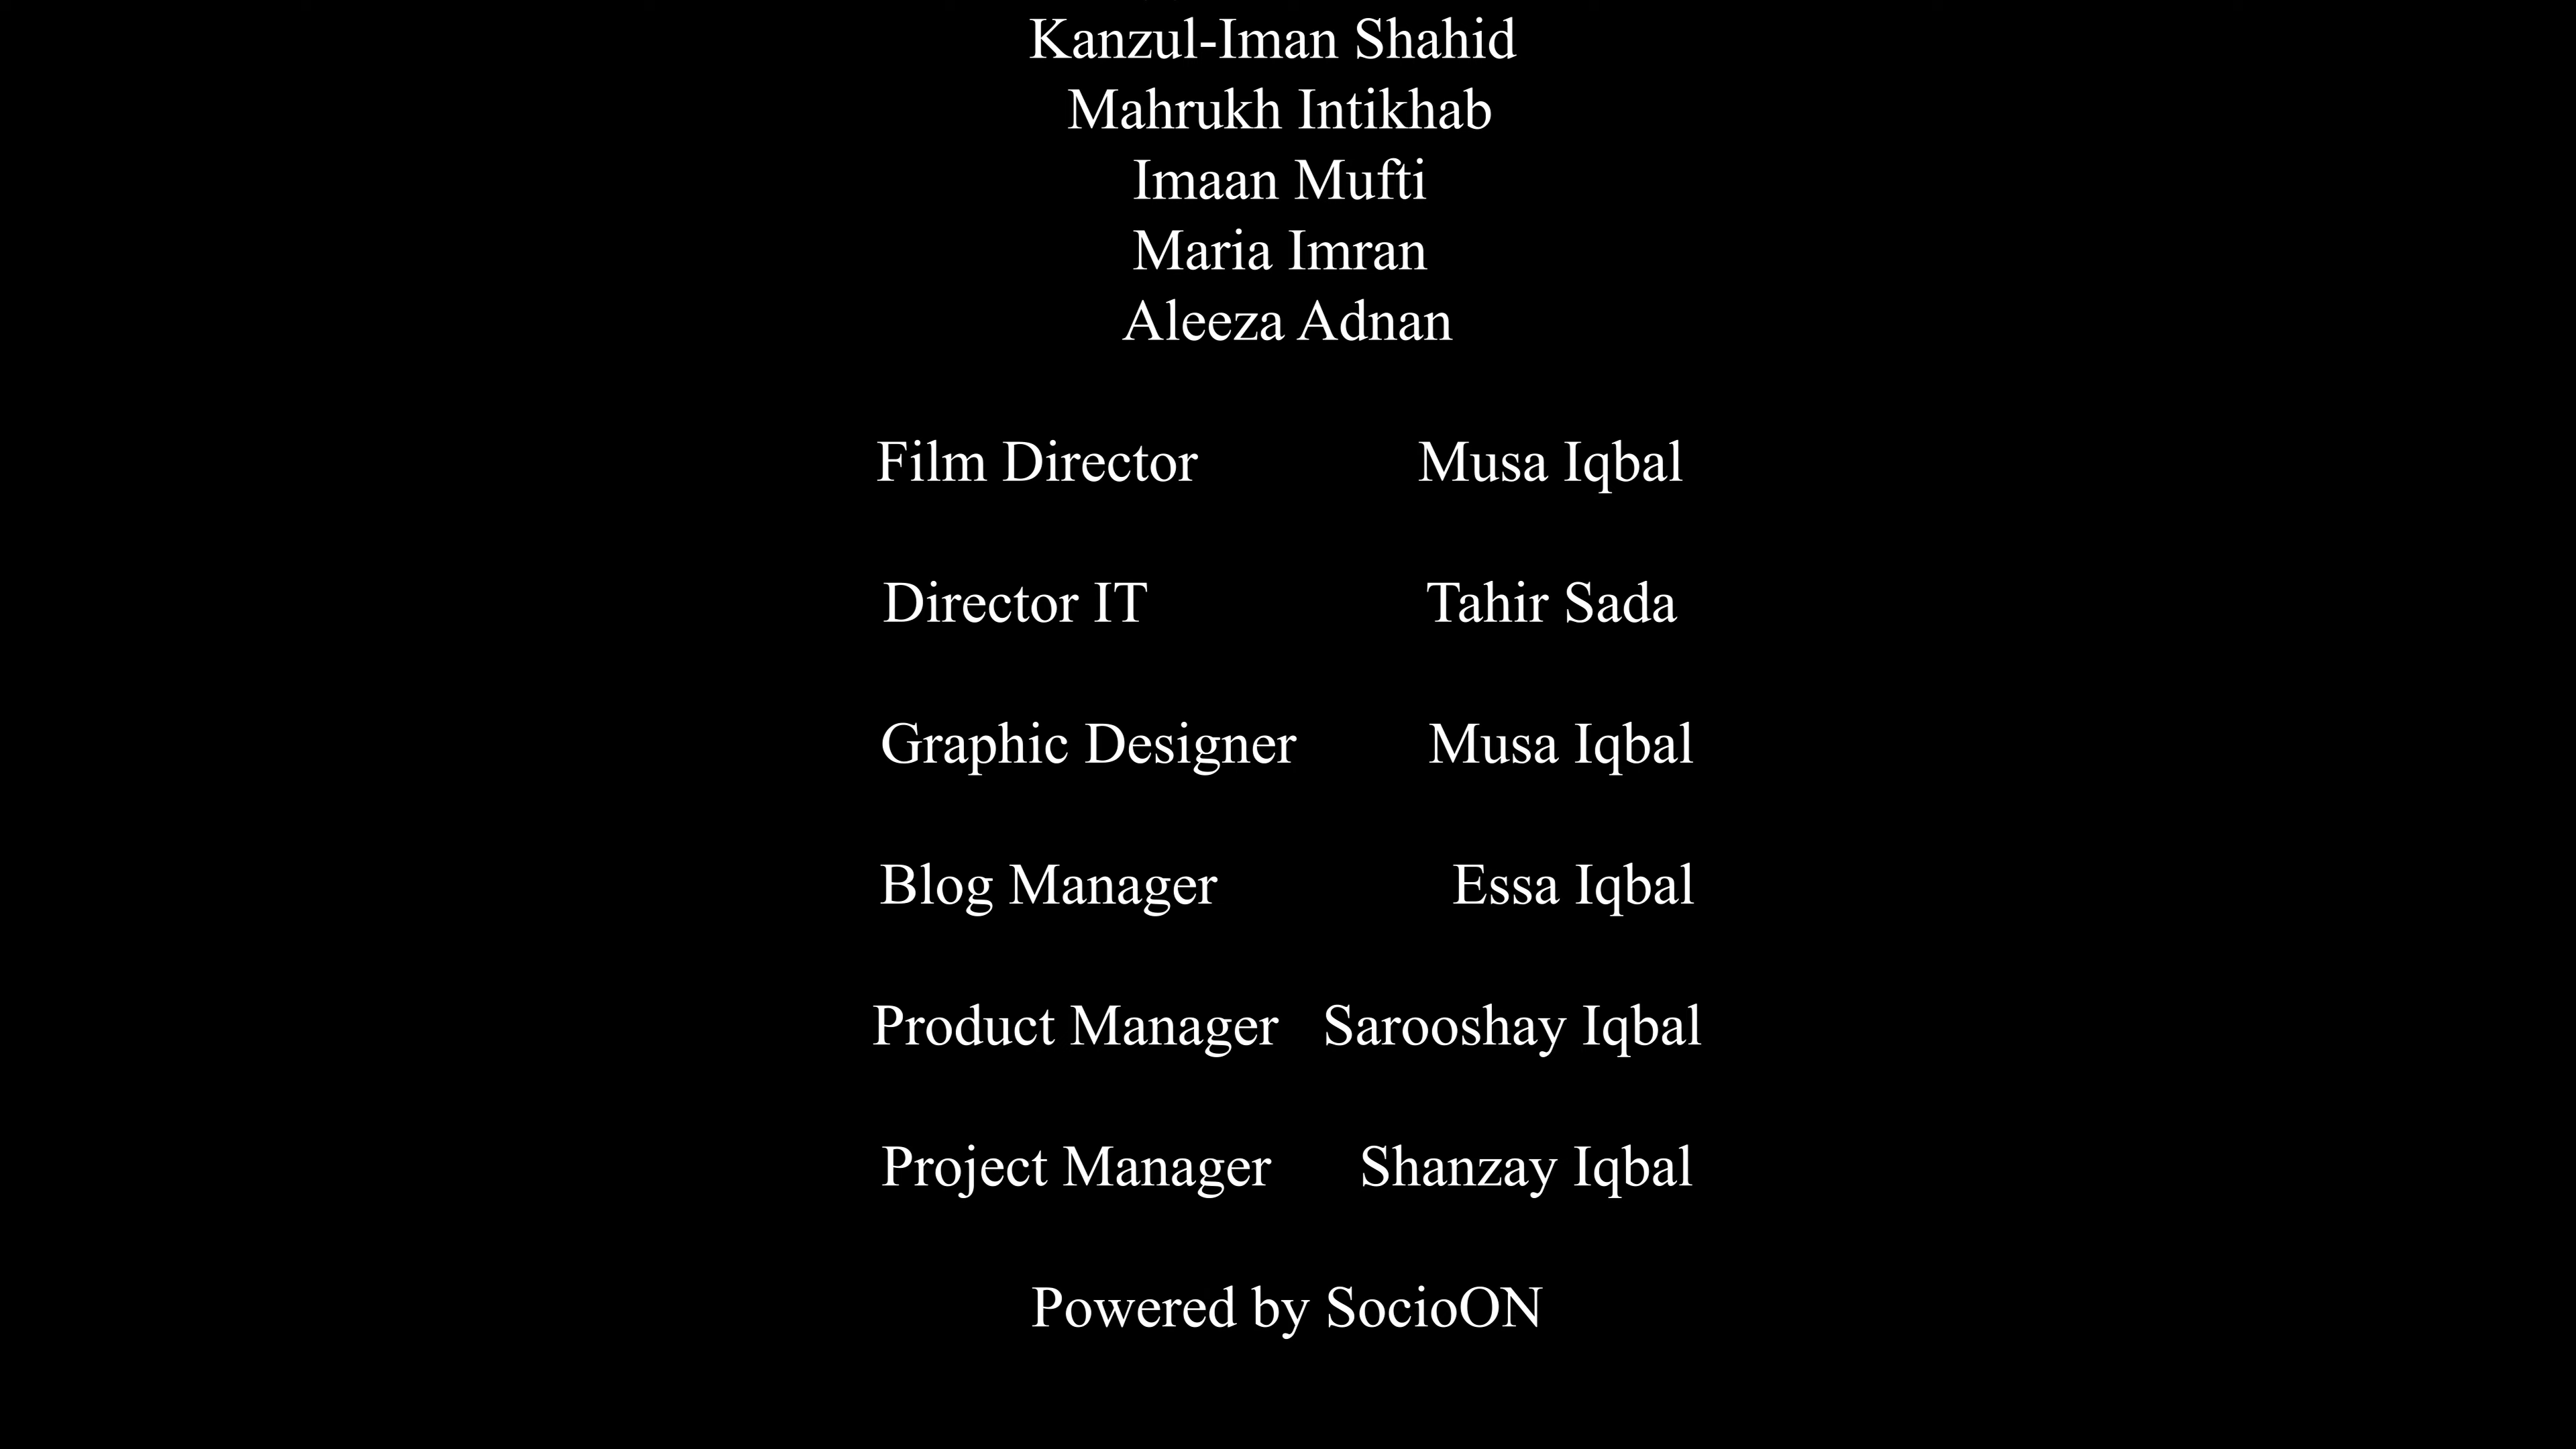 Kanzul-Iman Shahid
Mahrukh Intikhab
Imaan Mufti
Maria Imran
Aleeza Adnan
Film Director Musa Iqbal
Director IT Tahir Sada
Graphic Designer Musa Iqbal
Blog Manager Essa Iqbal
Product Manager Sarooshay Iqbal
Project Manager Shanzay Iqbal
Powered by SocioON